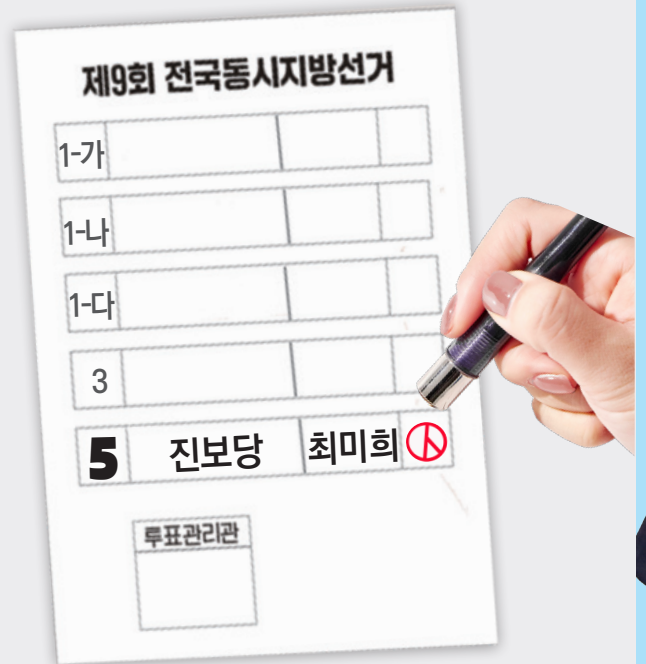 제9회 전국동시지방선거
1-가
1-나
1-다
3
5 진보당 최미희
투표관리관